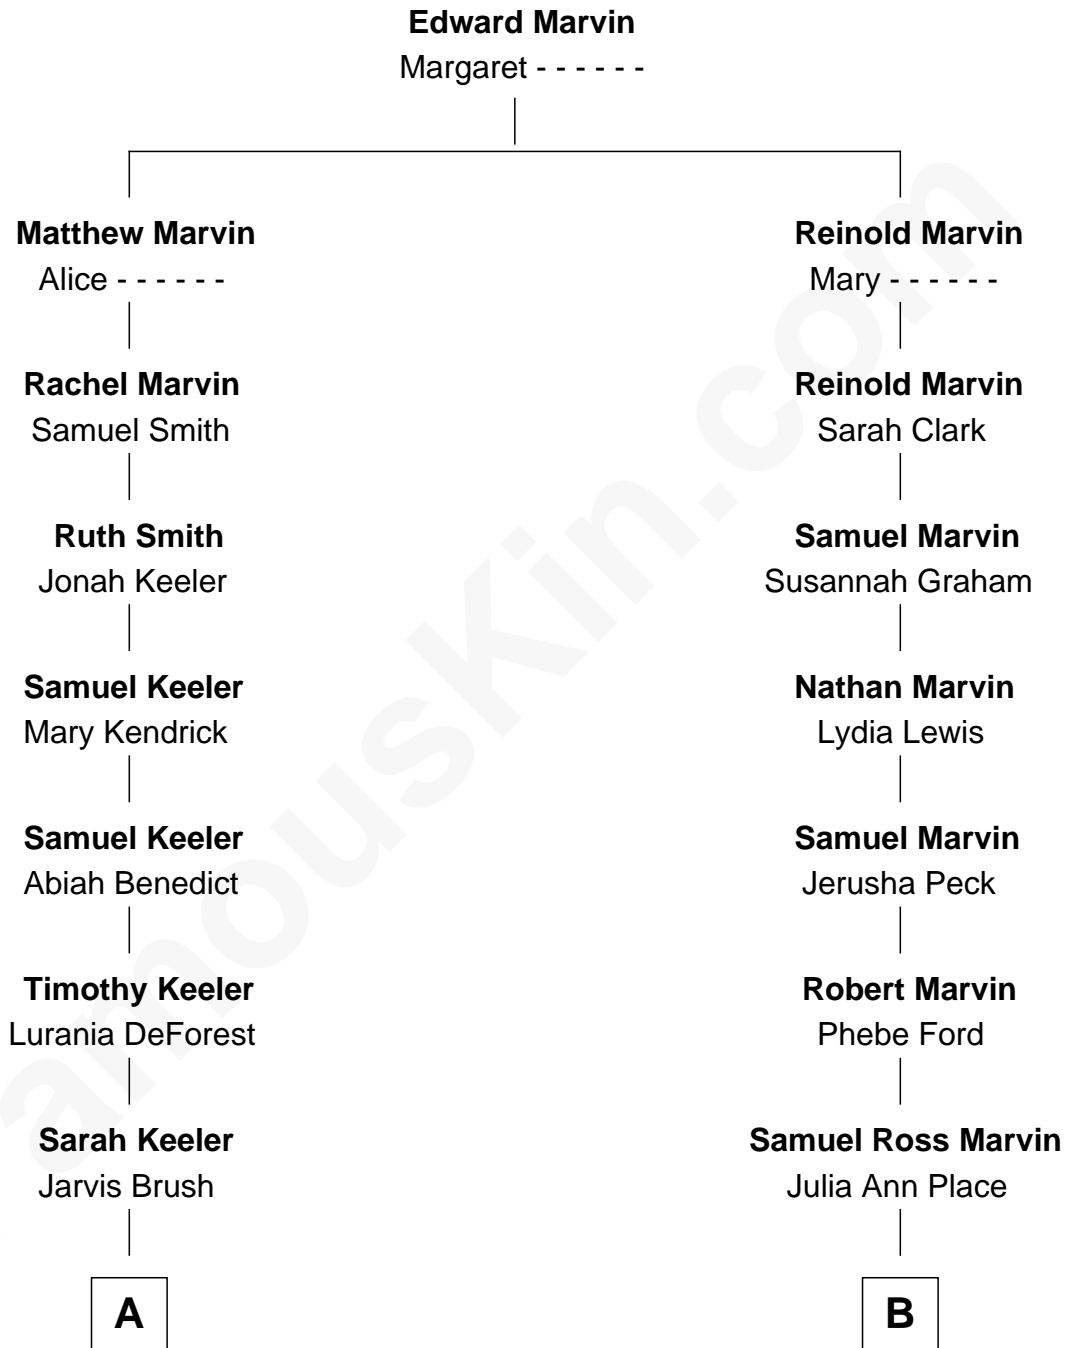 Edward Marvin
Margaret - - - - - -
Matthew Marvin
Alice - - - - - -
Reinold Marvin
Mary - - - - - -
Rachel Marvin
Samuel Smith
Reinold Marvin
Sarah Clark
Ruth Smith
Jonah Keeler
Samuel Marvin
Susannah Graham
Samuel Keeler
Mary Kendrick
Nathan Marvin
Lydia Lewis
Samuel Keeler
Abiah Benedict
Samuel Marvin
Jerusha Peck
Timothy Keeler
Lurania DeForest
Robert Marvin
Phebe Ford
Sarah Keeler
Jarvis Brush
Samuel Ross Marvin
Julia Ann Place
A
B
amouskin.com